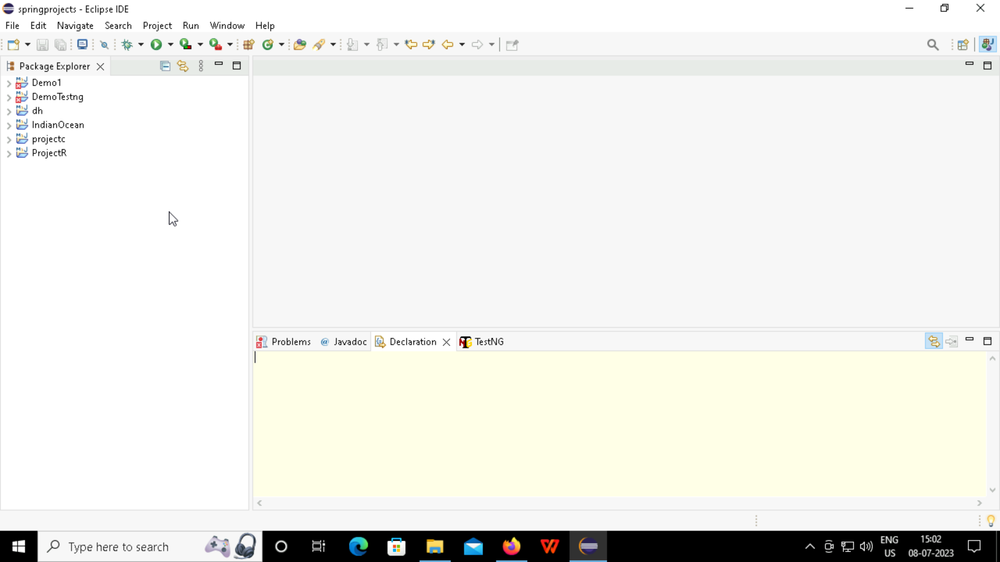 springprojects - Eclipse IDE
File Edit Navigate Search Project Run Window Help
Package Explorer
Demo1
DemoTestng
dh
IndianOcean
projectc
ProjectR
Problems @ Javadoc Declaration TestNG
Type here to search
ENG
US
15:02
08-07-2023